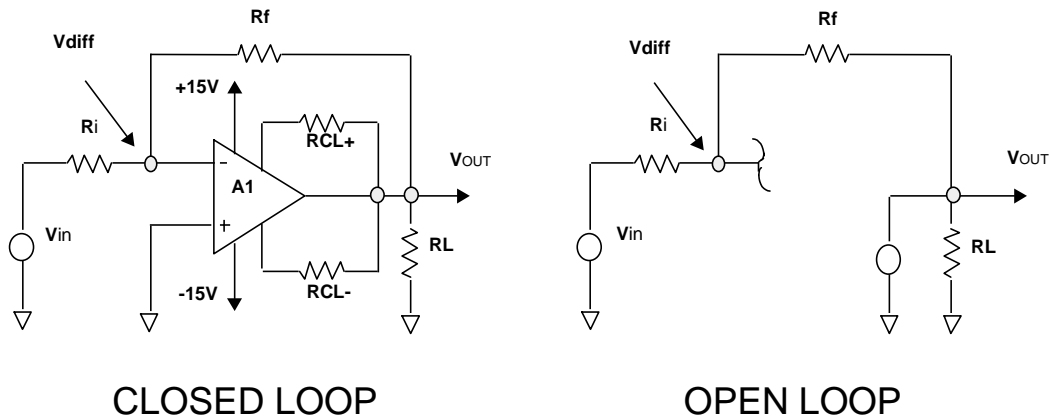 Rf
Vdiff
+15V
Ri
RCL+
VOUT
-
A1
+
Vin
RL
-15V
RCL-
CLOSED LOOP
Rf
Vdiff
Ri
VOUT
Vin
RL
OPEN LOOP